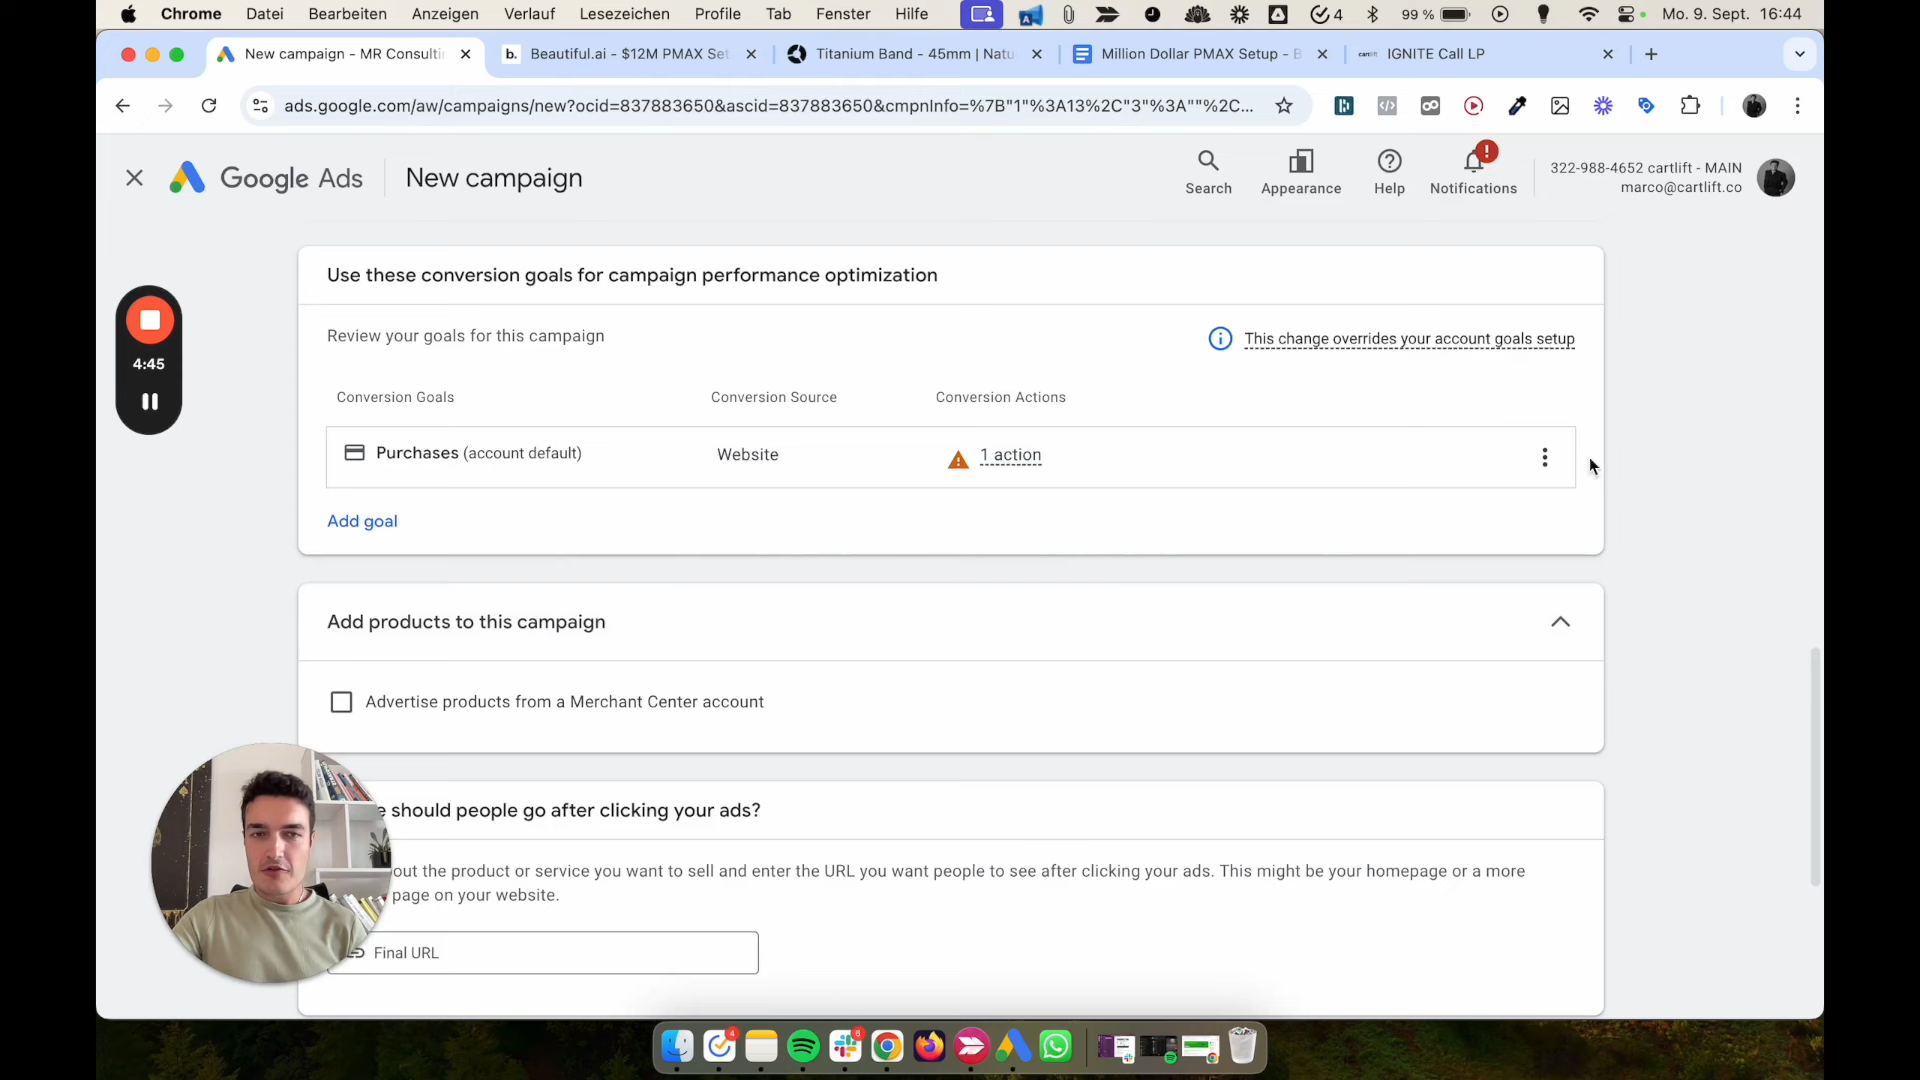 Chrome Datei Bearbeiten Anzeigen Verlauf Lesezeichen Profile Tab Fenster Hilfe 4 99 % Mo. 9. Sept. 16:44
New campaign - MR Consultin Beautiful.ai - $12M PMAX Set Titanium Band - 45mm | Natu Million Dollar PMAX Setup - B cartlift IGNITE Call LP
ads.google.com/aw/campaigns/new?ocid=837883650&ascid=837883650&cmpnInfo=%7B"1"%3A13%2C"3"%3A""%2C...
Google Ads New campaign
Search Appearance Help Notifications
322-988-4652 cartlift - MAIN
marco@cartlift.co
Use these conversion goals for campaign performance optimization
Review your goals for this campaign
This change overrides your account goals setup
4:45
Conversion Goals Conversion Source Conversion Actions
Purchases (account default) Website 1 action
Add goal
Add products to this campaign
Advertise products from a Merchant Center account
e should people go after clicking your ads?
out the product or service you want to sell and enter the URL you want people to see after clicking your ads. This might be your homepage or a more
page on your website.
Final URL
4 6